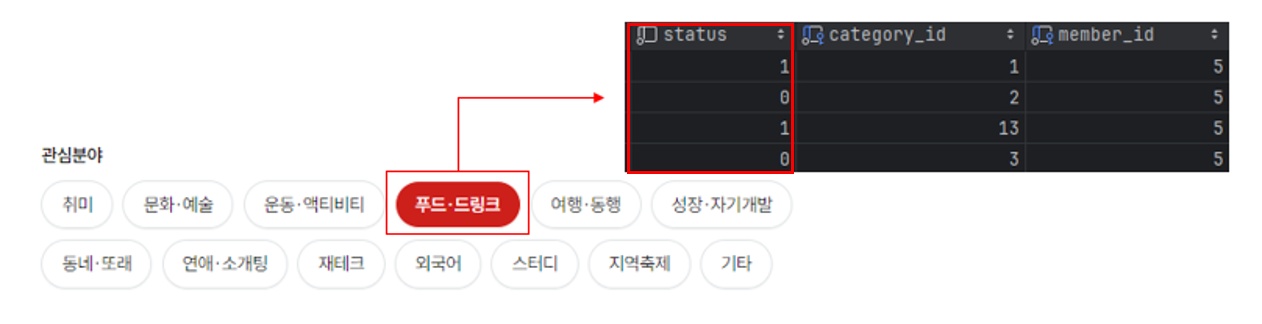 status category_id member_id
1 1 5
0 2 5
1 13 5
0 3 5
관심분야
취미 문화·예술 운동·액티비티 푸드·드링크 여행·동행 성장·자기개발
동네·또래 연애·소개팅 재테크 외국어 스터디 지역축제 기타